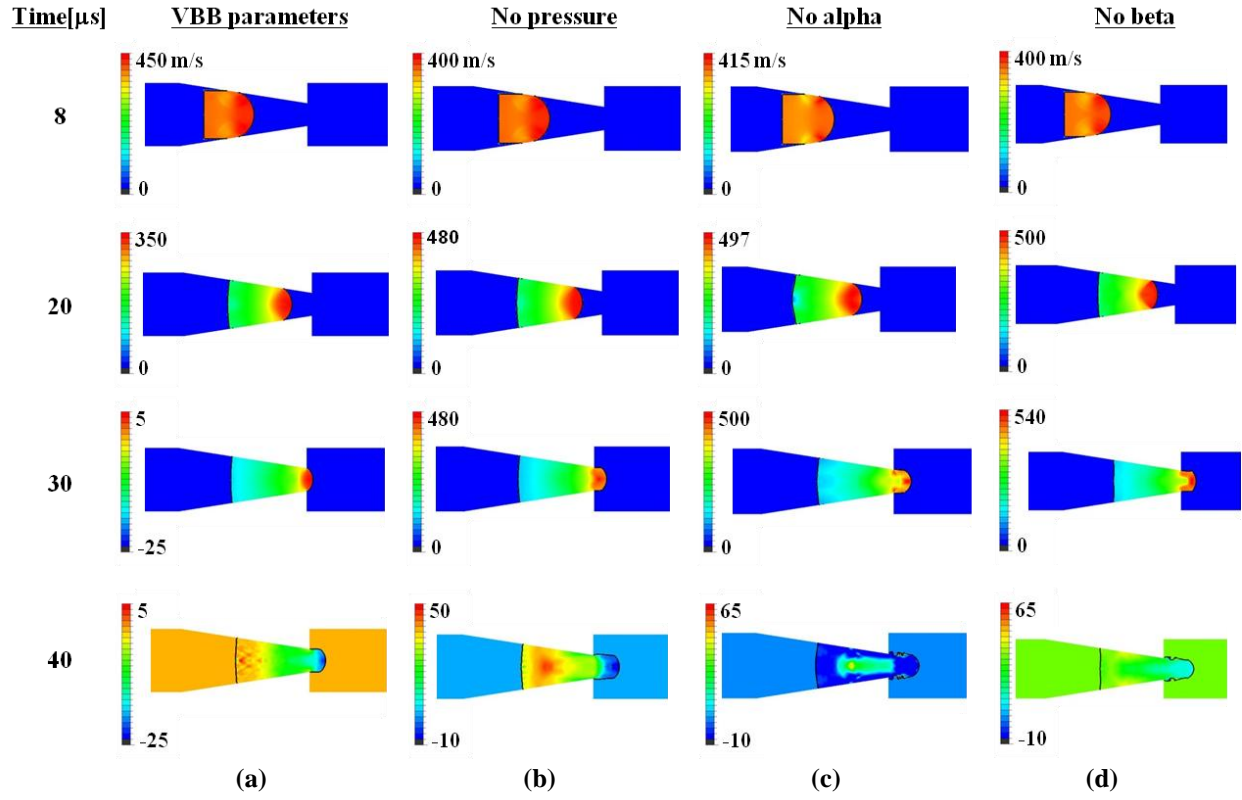 Time[μs] VBB parameters No pressure No alpha No beta
450 m/s 400 m/s 415 m/s 400 m/s
8
0 0 0 0
350 480 497 500
20
0 0 0 0
5 480 500 540
30
-25 0 0 0
5 50 65 65
40
-25 -10 -10 -10
(a) (b) (c) (d)